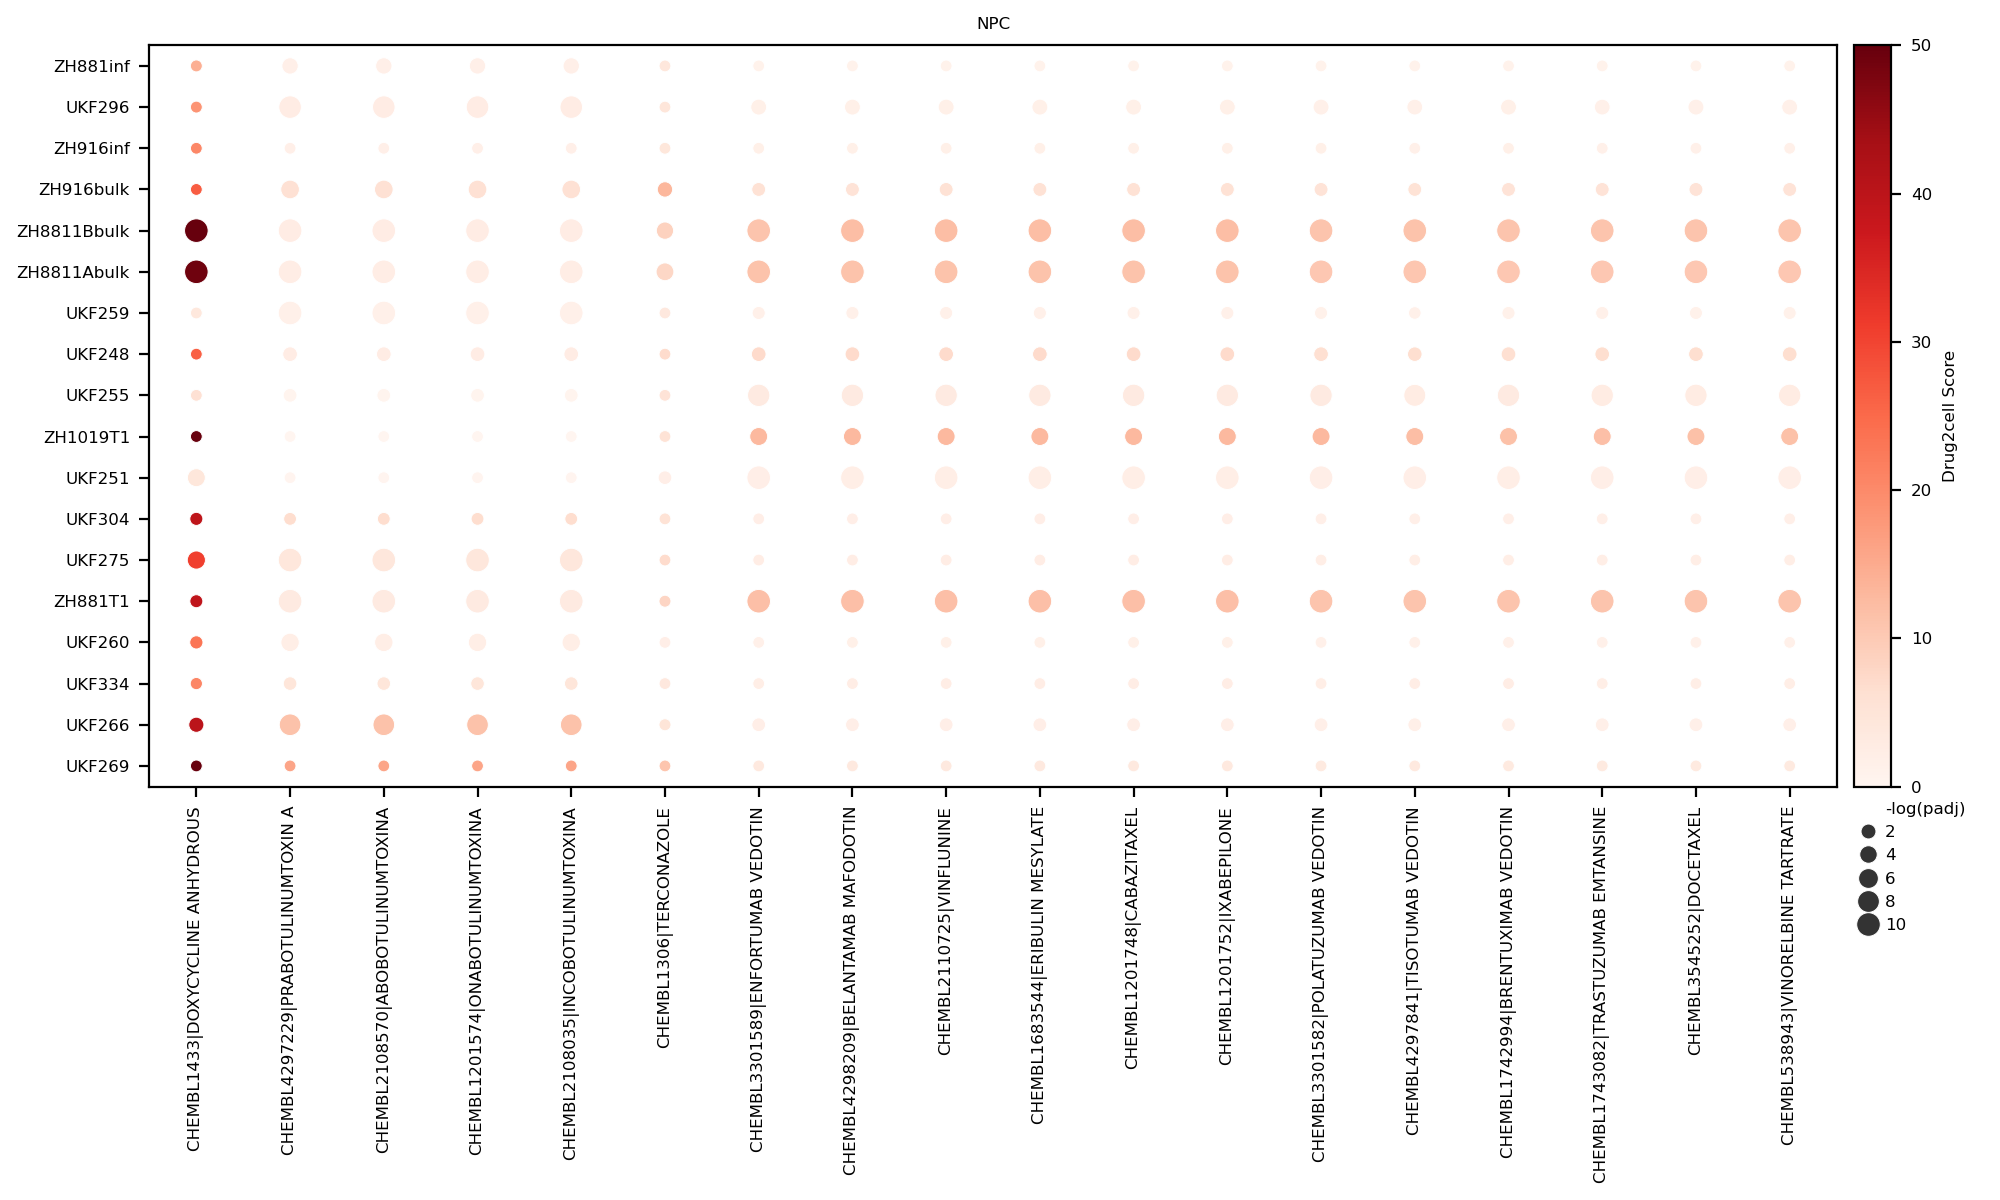 NPC
ZH881inf
UKF296
ZH916inf
ZH916bulk
ZH8811Bbulk
ZH8811Abulk
UKF259
UKF248
UKF255
ZH1019T1
UKF251
UKF304
UKF275
ZH881T1
UKF260
UKF334
UKF266
UKF269
CHEMBL1433|DOXYCYCLINE ANHYDROUS
CHEMBL4297229|PRABOTULINUMTOXIN A
CHEMBL2108570|ABOBOTULINUMTOXINA
CHEMBL1201574|ONABOTULINUMTOXINA
CHEMBL2108035|INCOBOTULINUMTOXINA
CHEMBL1306|TERCONAZOLE
CHEMBL3301589|ENFORTUMAB VEDOTIN
CHEMBL4298209|BELANTAMAB MAFODOTIN
CHEMBL2110725|VINFLUNINE
CHEMBL1683544|ERIBULIN MESYLATE
CHEMBL1201748|CABAZITAXEL
CHEMBL1201752|IXABEPILONE
CHEMBL3301582|POLATUZUMAB VEDOTIN
CHEMBL4297841|TISOTUMAB VEDOTIN
CHEMBL1742994|BRENTUXIMAB VEDOTIN
CHEMBL1743082|TRASTUZUMAB EMTANSINE
CHEMBL3545252|DOCETAXEL
CHEMBL538943|VINORELBINE TARTRATE
50
40
30
20
10
0
Drug2cell Score
-log(padj)
2
4
6
8
10